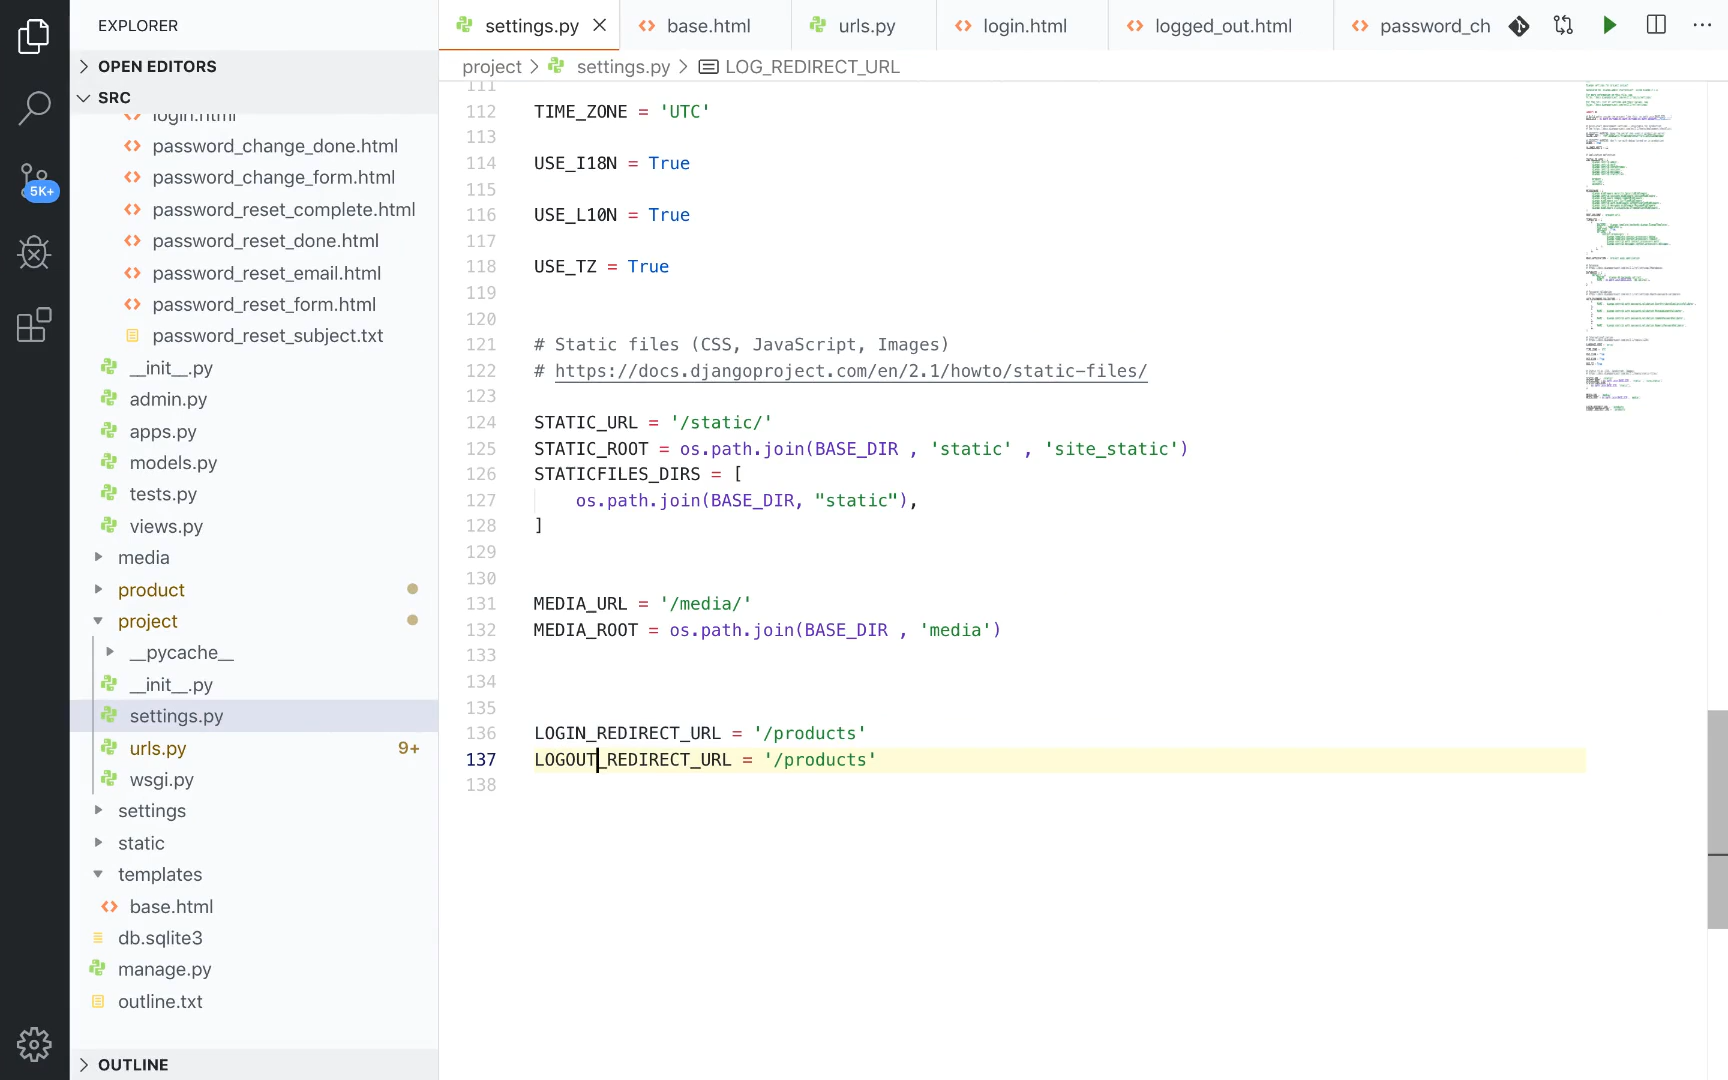 EXPLORER
OPEN EDITORS
SRC
login.html
password_change_done.html
password_change_form.html
password_reset_complete.html
password_reset_done.html
password_reset_email.html
password_reset_form.html
password_reset_subject.txt
__init__.py
admin.py
apps.py
models.py
tests.py
views.py
media
product
project
__pycache__
__init__.py
settings.py
urls.py 9+
wsgi.py
settings
static
templates
base.html
db.sqlite3
manage.py
outline.txt
OUTLINE
5K+
settings.py base.html urls.py login.html logged_out.html password_ch
project > settings.py > LOG_REDIRECT_URL
111
112 TIME_ZONE = 'UTC'
113
114 USE_I18N = True
115
116 USE_L10N = True
117
118 USE_TZ = True
119
120
121 # Static files (CSS, JavaScript, Images)
122 # https://docs.djangoproject.com/en/2.1/howto/static-files/
123
124 STATIC_URL = '/static/'
125 STATIC_ROOT = os.path.join(BASE_DIR , 'static' , 'site_static')
126 STATICFILES_DIRS = [
127 os.path.join(BASE_DIR, "static"),
128 ]
129
130
131 MEDIA_URL = '/media/'
132 MEDIA_ROOT = os.path.join(BASE_DIR , 'media')
133
134
135
136 LOGIN_REDIRECT_URL = '/products'
137 LOGOUT_REDIRECT_URL = '/products'
138